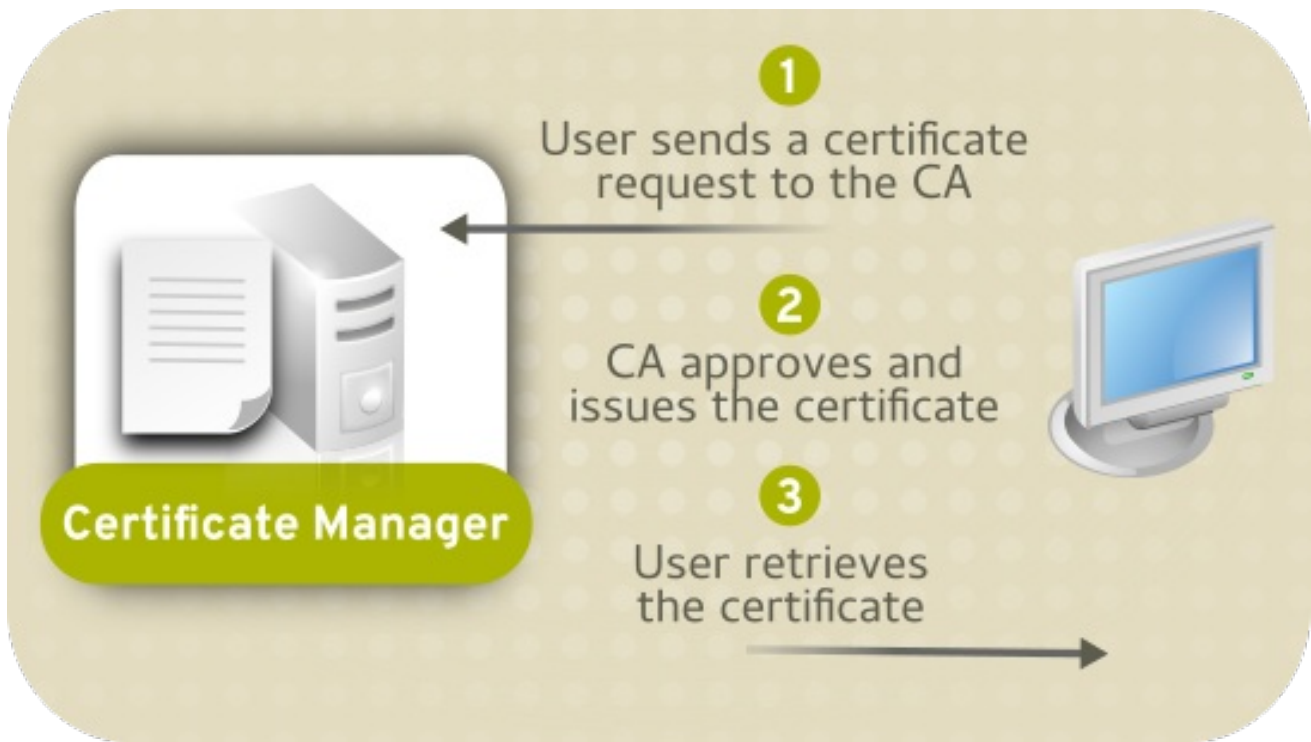 1
User sends a certificate
request to the CA
2
CA approves and
issues the certificate
Certificate Manager
3
User retrieves
the certificate